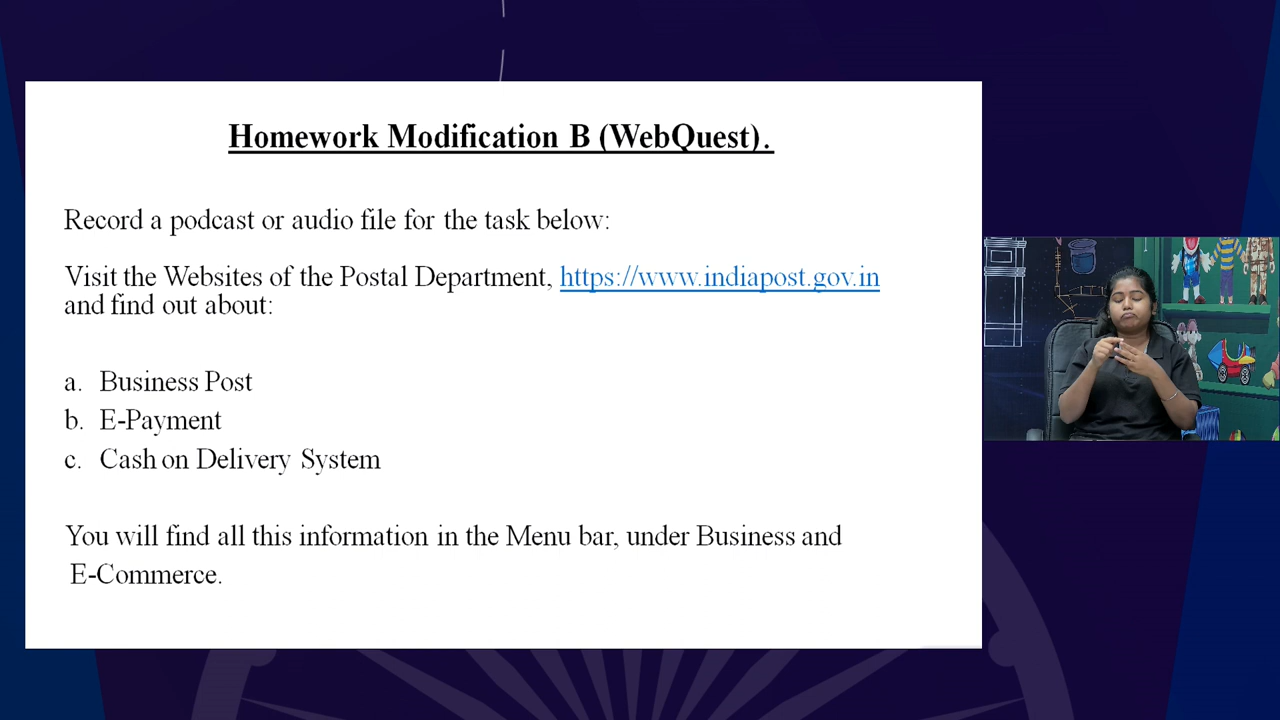 Homework Modification B (WebQuest).
Record a podcast or audio file for the task below:
Visit the Websites of the Postal Department, https://www.indiapost.gov.in
and find out about:
a. Business Post
b. E-Payment
c. Cash on Delivery System
You will find all this information in the Menu bar, under Business and
E-Commerce.